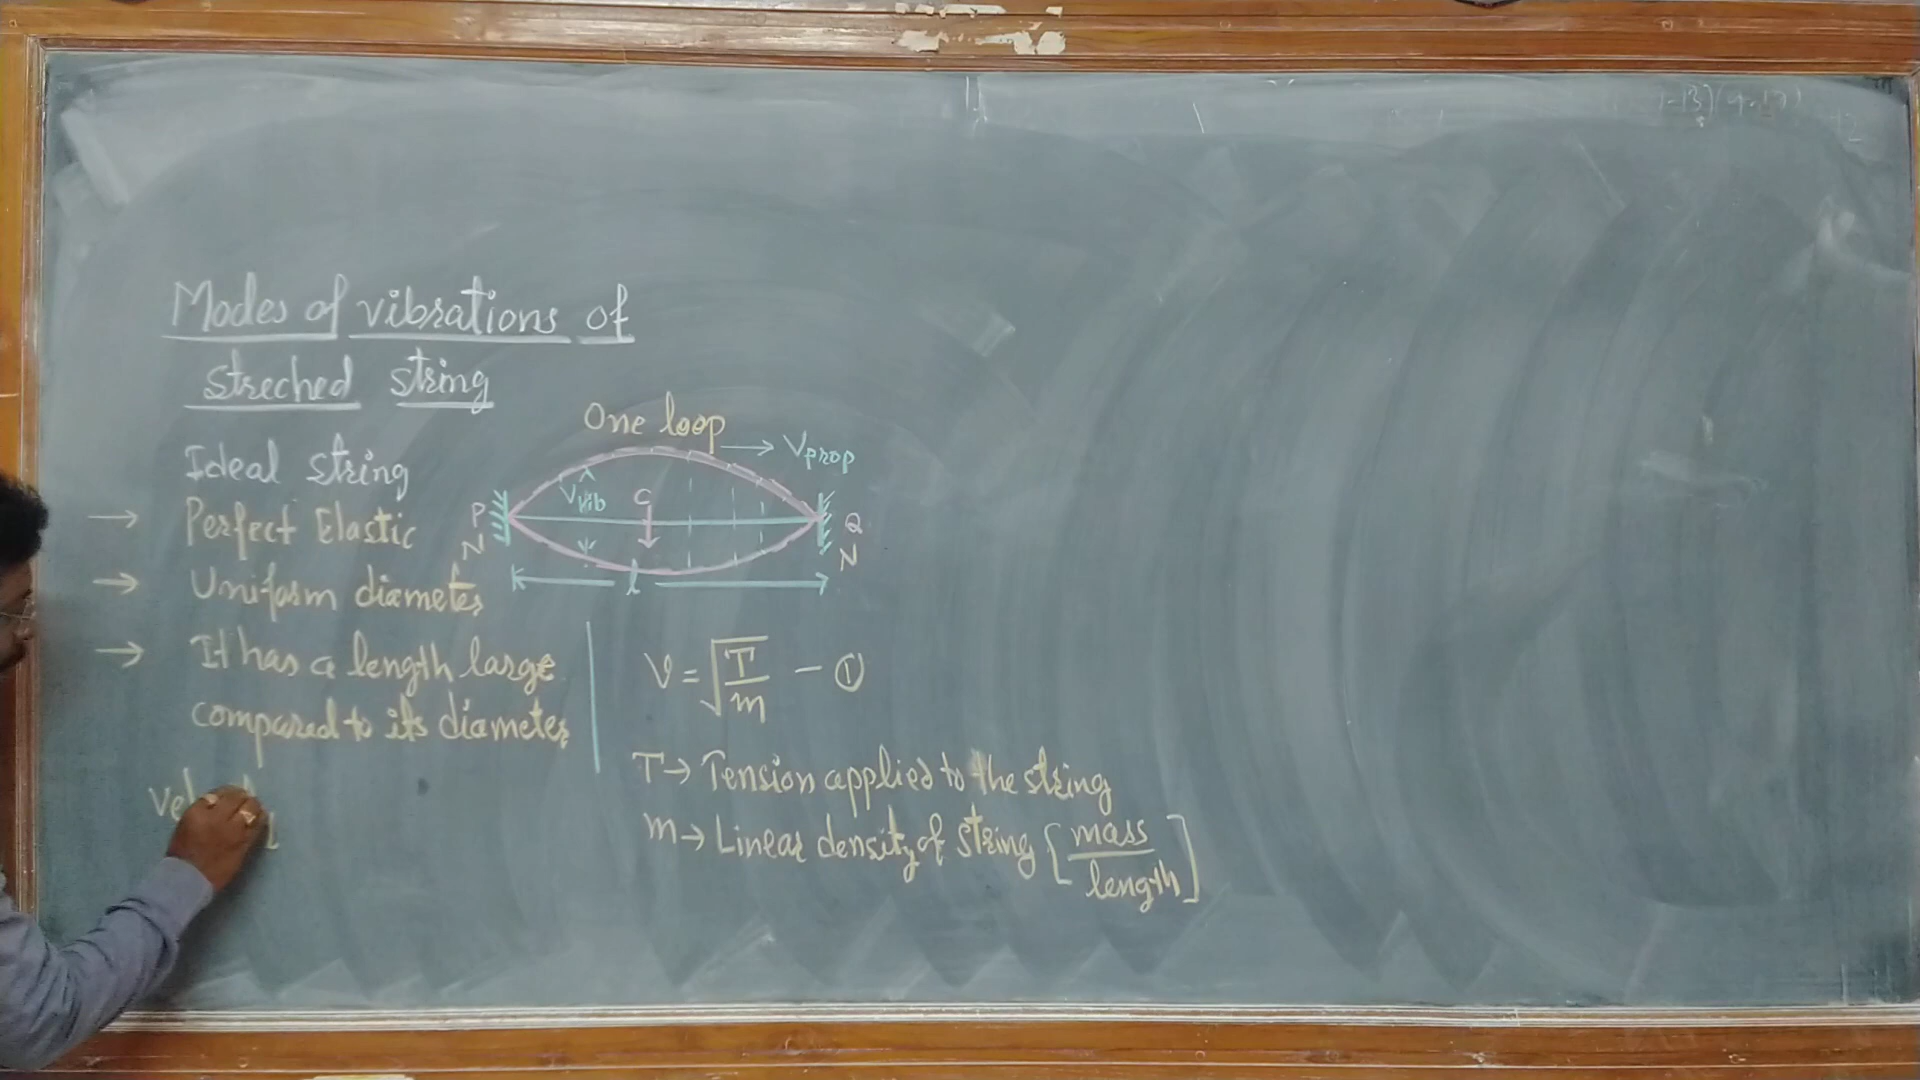 Modes of vibrations of
streched string
Ideal string
→ Perfect Elastic
→ Uniform diameter
→ It has a length large
compared to its diameter
One loop → Vprop
Vvib
C
P
N
Q
N
l
V = √(T/m) - ①
T → Tension applied to the string
m → Linear density of string [mass/length]